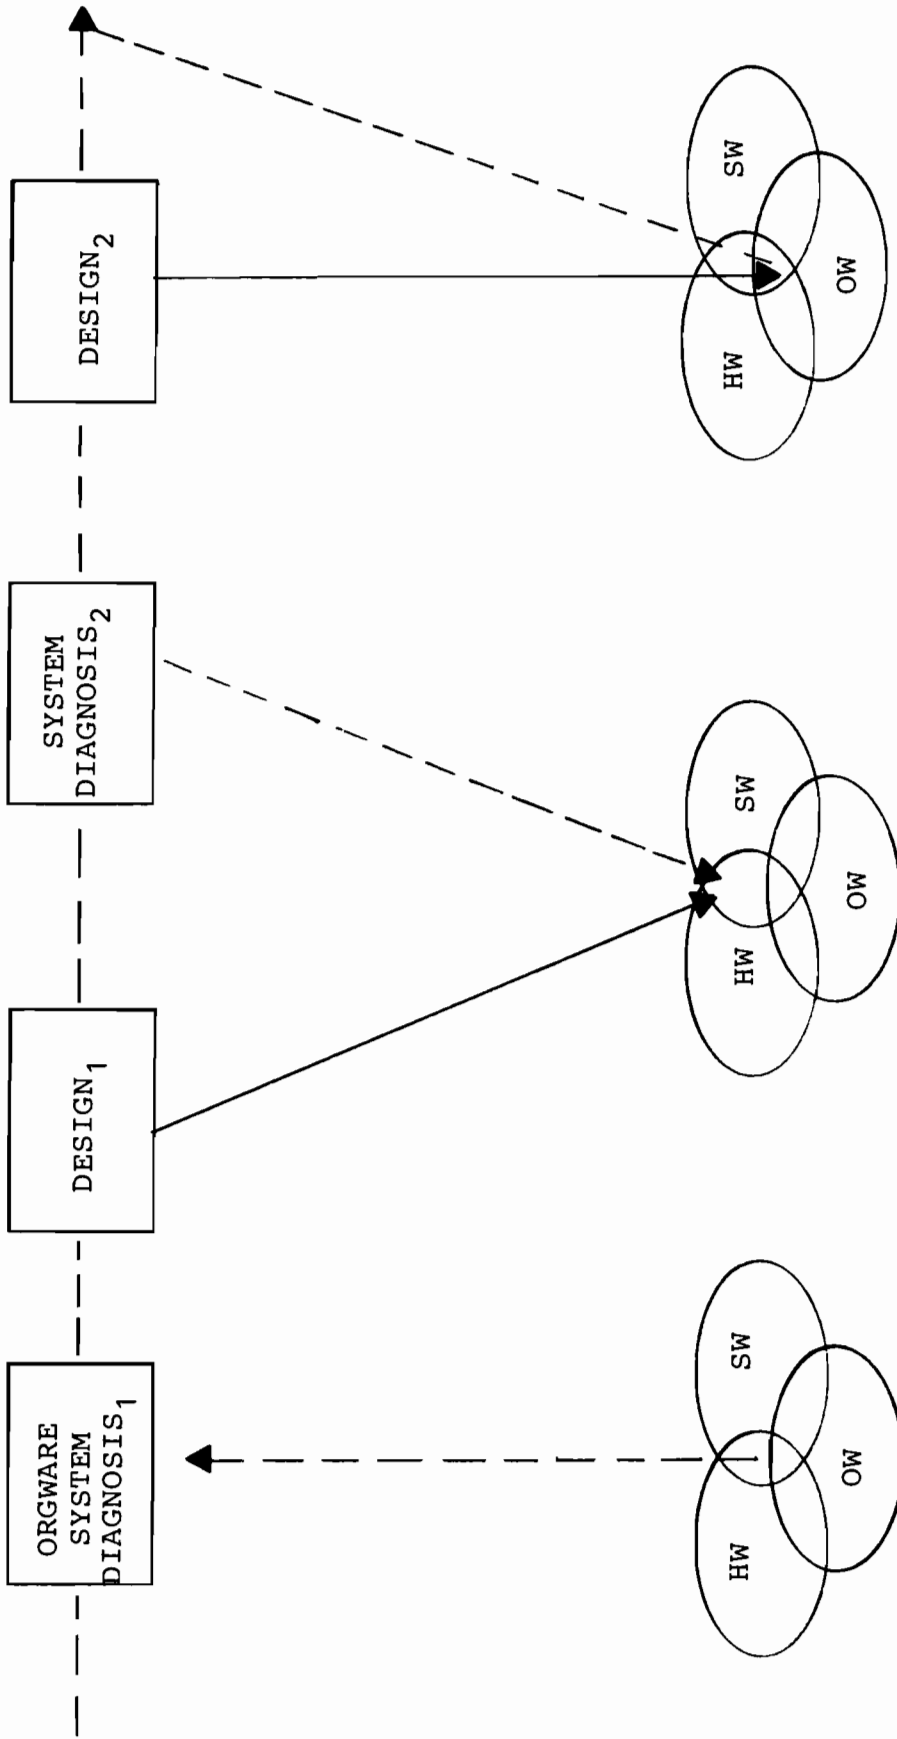 ORGWARE
SYSTEM
DIAGNOSIS₁
DESIGN₁
SYSTEM
DIAGNOSIS₂
DESIGN₂
HW
SW
OW
HW
SW
OW
HW
SW
OW